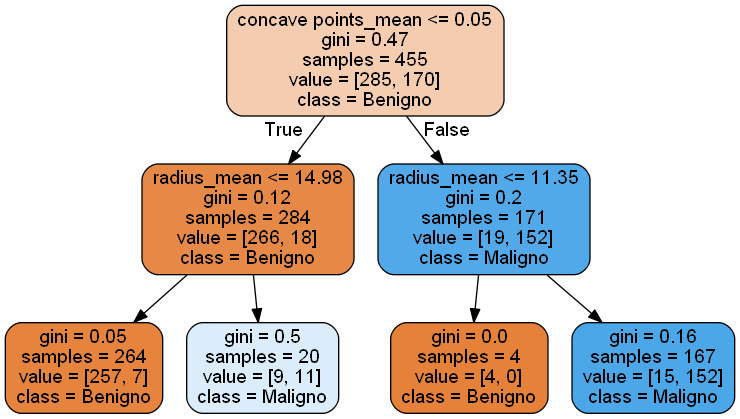 concave points_mean <= 0.05
gini = 0.47
samples = 455
value = [285, 170]
class = Benigno
True
False
radius_mean <= 14.98
gini = 0.12
samples = 284
value = [266, 18]
class = Benigno
radius_mean <= 11.35
gini = 0.2
samples = 171
value = [19, 152]
class = Maligno
gini = 0.05
samples = 264
value = [257, 7]
class = Benigno
gini = 0.5
samples = 20
value = [9, 11]
class = Maligno
gini = 0.0
samples = 4
value = [4, 0]
class = Benigno
gini = 0.16
samples = 167
value = [15, 152]
class = Maligno